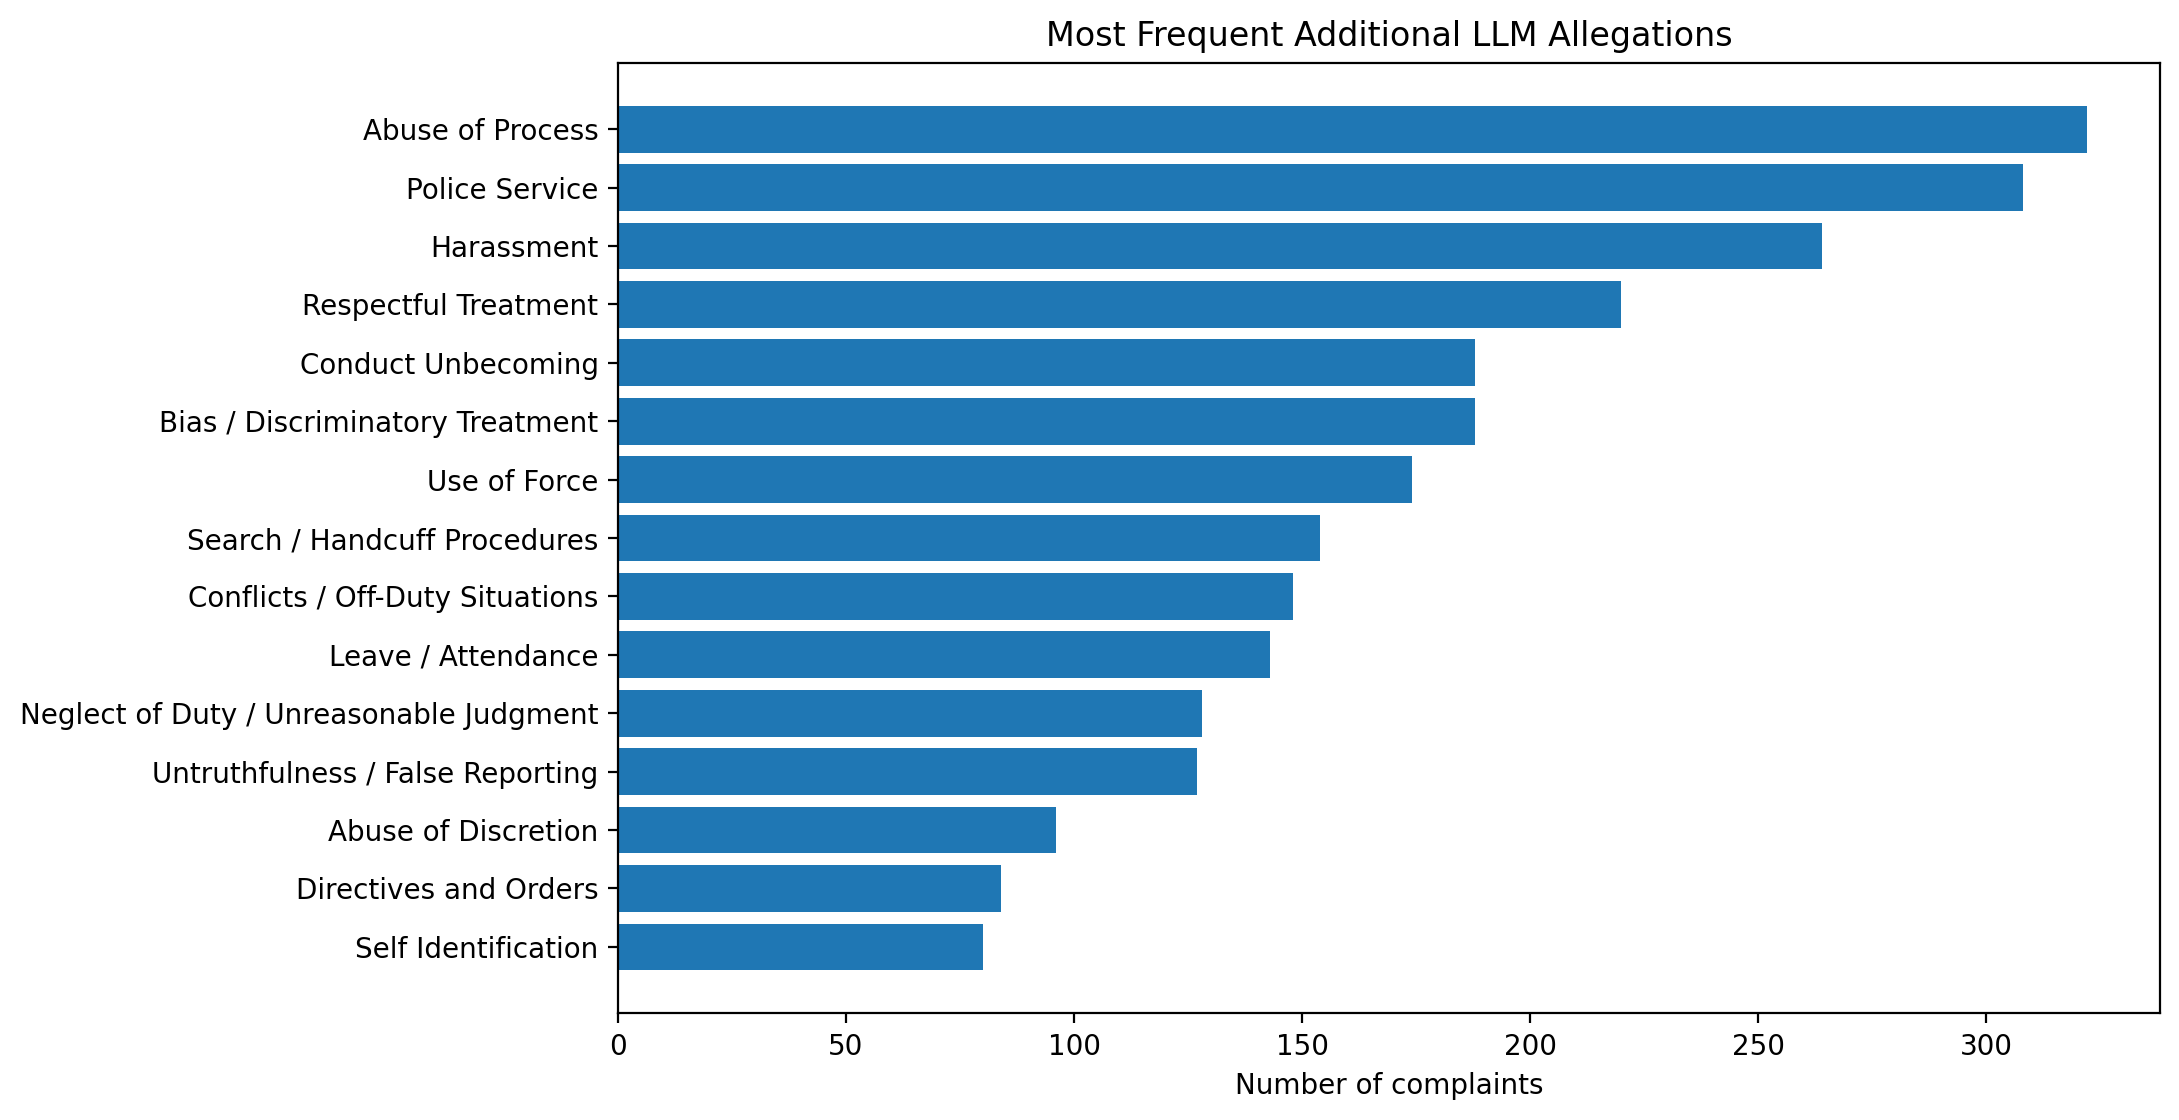 Most Frequent Additional LLM Allegations
Abuse of Process
Police Service
Harassment
Respectful Treatment
Conduct Unbecoming
Bias / Discriminatory Treatment
Use of Force
Search / Handcuff Procedures
Conflicts / Off-Duty Situations
Leave / Attendance
Neglect of Duty / Unreasonable Judgment
Untruthfulness / False Reporting
Abuse of Discretion
Directives and Orders
Self Identification
0 50 100 150 200 250 300
Number of complaints